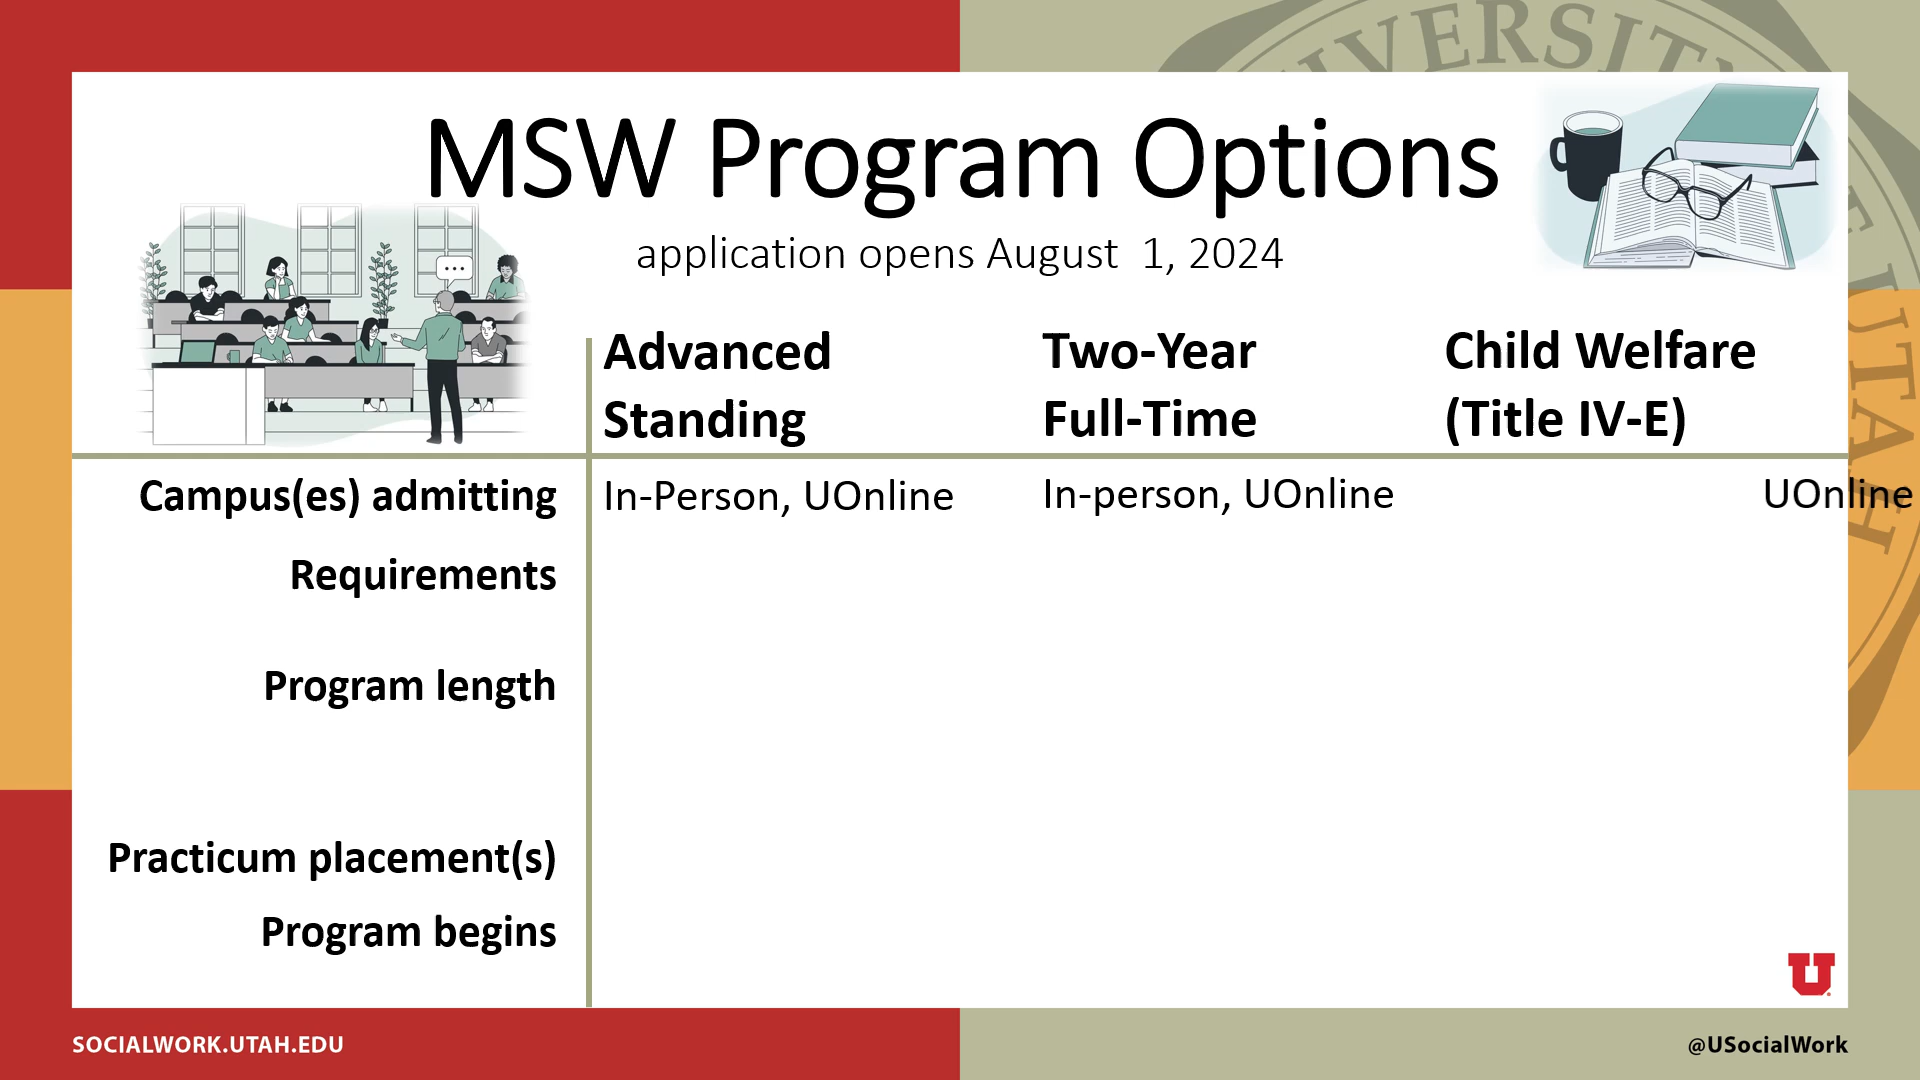 UNIVERSITY
UTAH
MSW Program Options
application opens August 1, 2024
Advanced
Standing
Two-Year
Full-Time
Child Welfare
(Title IV-E)
Campus(es) admitting
In-Person, UOnline
In-person, UOnline
UOnline
Requirements
Program length
Practicum placement(s)
Program begins
U
SOCIALWORK.UTAH.EDU
@USocialWork